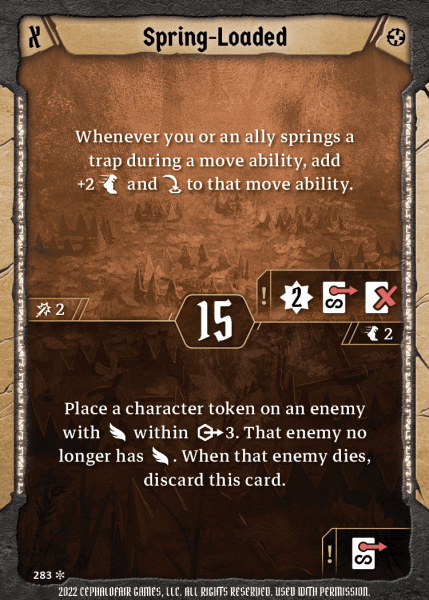 Spring-Loaded
Whenever you or an ally springs a
trap during a move ability, add
+2 and to that move ability.
! 2
2
15
2
Place a character token on an enemy
with within 3. That enemy no
longer has . When that enemy dies,
discard this card.
!
283
2022 CEPHALOFAIR GAMES, LLC. ALL RIGHTS RESERVED. USED WITH PERMISSION.